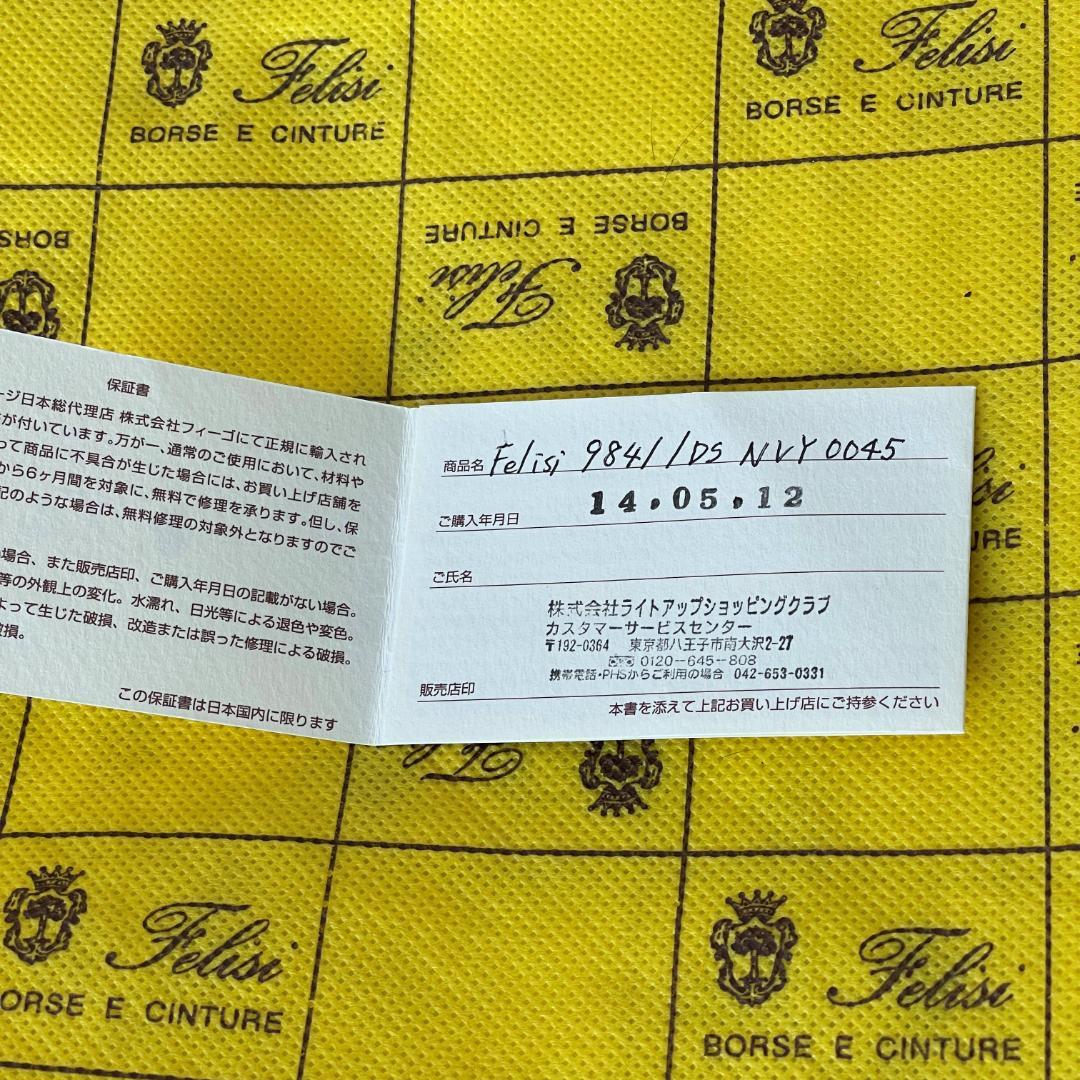 Felisi
BORSE E CINTURE
Felisi
BORSE E CINTURE
BORSE E CINTURE
Felisi
BORSE
保証書
ージ日本総代理店 株式会社フィーゴにて正規に輸入され
が付いています。万が一、通常のご使用において、材料や
って商品に不具合が生じた場合には、お買い上げ店舗を
から6ヶ月間を対象に、無料で修理を承ります。但し、保
記のような場合は、無料修理の対象外となりますのでご
場合、また販売店印、ご購入年月日の記載がない場合。
等の外観上の変化。水濡れ、日光等による退色や変色。
よって生じた破損、改造または誤った修理による破損。
破損。
この保証書は日本国内に限ります
商品名 Felisi 9841/DS NVY 0045
ご購入年月日 14.05.12
ご氏名
株式会社ライトアップショッピングクラブ
カスタマーサービスセンター
〒192-0364 東京都八王子市南大沢2-27
0120-645-808
携帯電話・PHSからご利用の場合 042-653-0331
販売店印
本書を添えて上記お買い上げ店にご持参ください
Felisi
ORSE E CINTURE
Felisi
BORSE E CINTURE